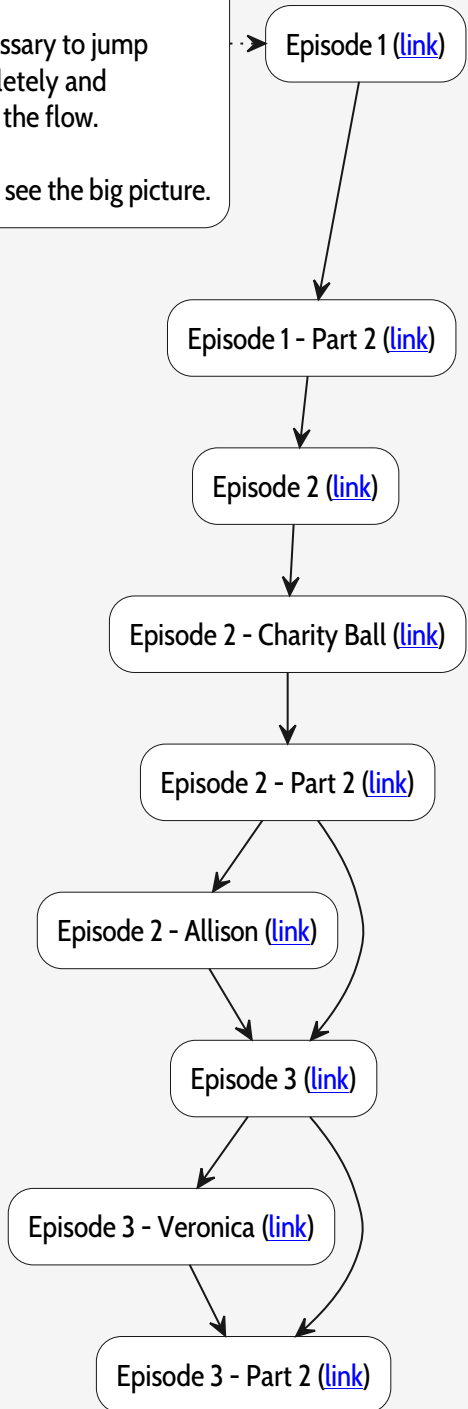 ssary to jump
letely and
the flow.
see the big picture.
Episode 1 (link)
Episode 1 - Part 2 (link)
Episode 2 (link)
Episode 2 - Charity Ball (link)
Episode 2 - Part 2 (link)
Episode 2 - Allison (link)
Episode 3 (link)
Episode 3 - Veronica (link)
Episode 3 - Part 2 (link)